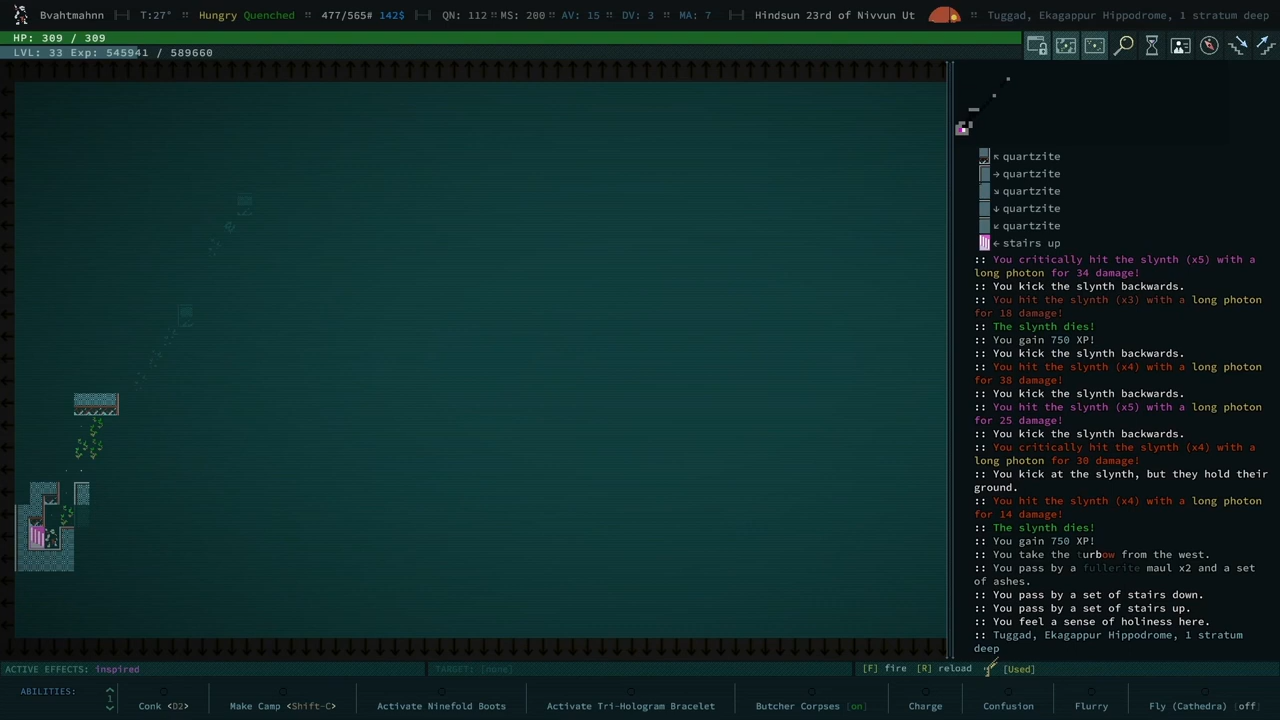 Bvahtmahnn T:27° Hungry Quenched 477/565# 142$ QN: 112 MS: 200 AV: 15 DV: 3 MA: 7 Hindsun 23rd of Nivvun Ut Tuggad, Ekagappur Hippodrome, 1 stratum deep
HP: 309 / 309
LVL: 33 Exp: 545941 / 589660
quartzite
quartzite
quartzite
quartzite
quartzite
stairs up
:: You critically hit the slynth (x5) with a
long photon for 34 damage!
:: You kick the slynth backwards.
:: You hit the slynth (x3) with a long photon
for 18 damage!
:: The slynth dies!
:: You gain 750 XP!
:: You kick the slynth backwards.
:: You hit the slynth (x4) with a long photon
for 38 damage!
:: You kick the slynth backwards.
:: You hit the slynth (x5) with a long photon
for 25 damage!
:: You kick the slynth backwards.
:: You critically hit the slynth (x4) with a
long photon for 30 damage!
:: You kick at the slynth, but they hold their
ground.
:: You hit the slynth (x4) with a long photon
for 14 damage!
:: The slynth dies!
:: You gain 750 XP!
:: You take the turbow from the west.
:: You pass by a fullerite maul x2 and a set
of ashes.
:: You pass by a set of stairs down.
:: You pass by a set of stairs up.
:: You feel a sense of holiness here.
:: Tuggad, Ekagappur Hippodrome, 1 stratum
deep
ACTIVE EFFECTS: inspired TARGET: [none] [F] fire [R] reload [Used]
ABILITIES: 1 Conk <O2> Make Camp <Shift-C> Activate Ninefold Boots Activate Tri-Hologram Bracelet Butcher Corpses [on] Charge Confusion Flurry Fly (Cathedra) [off